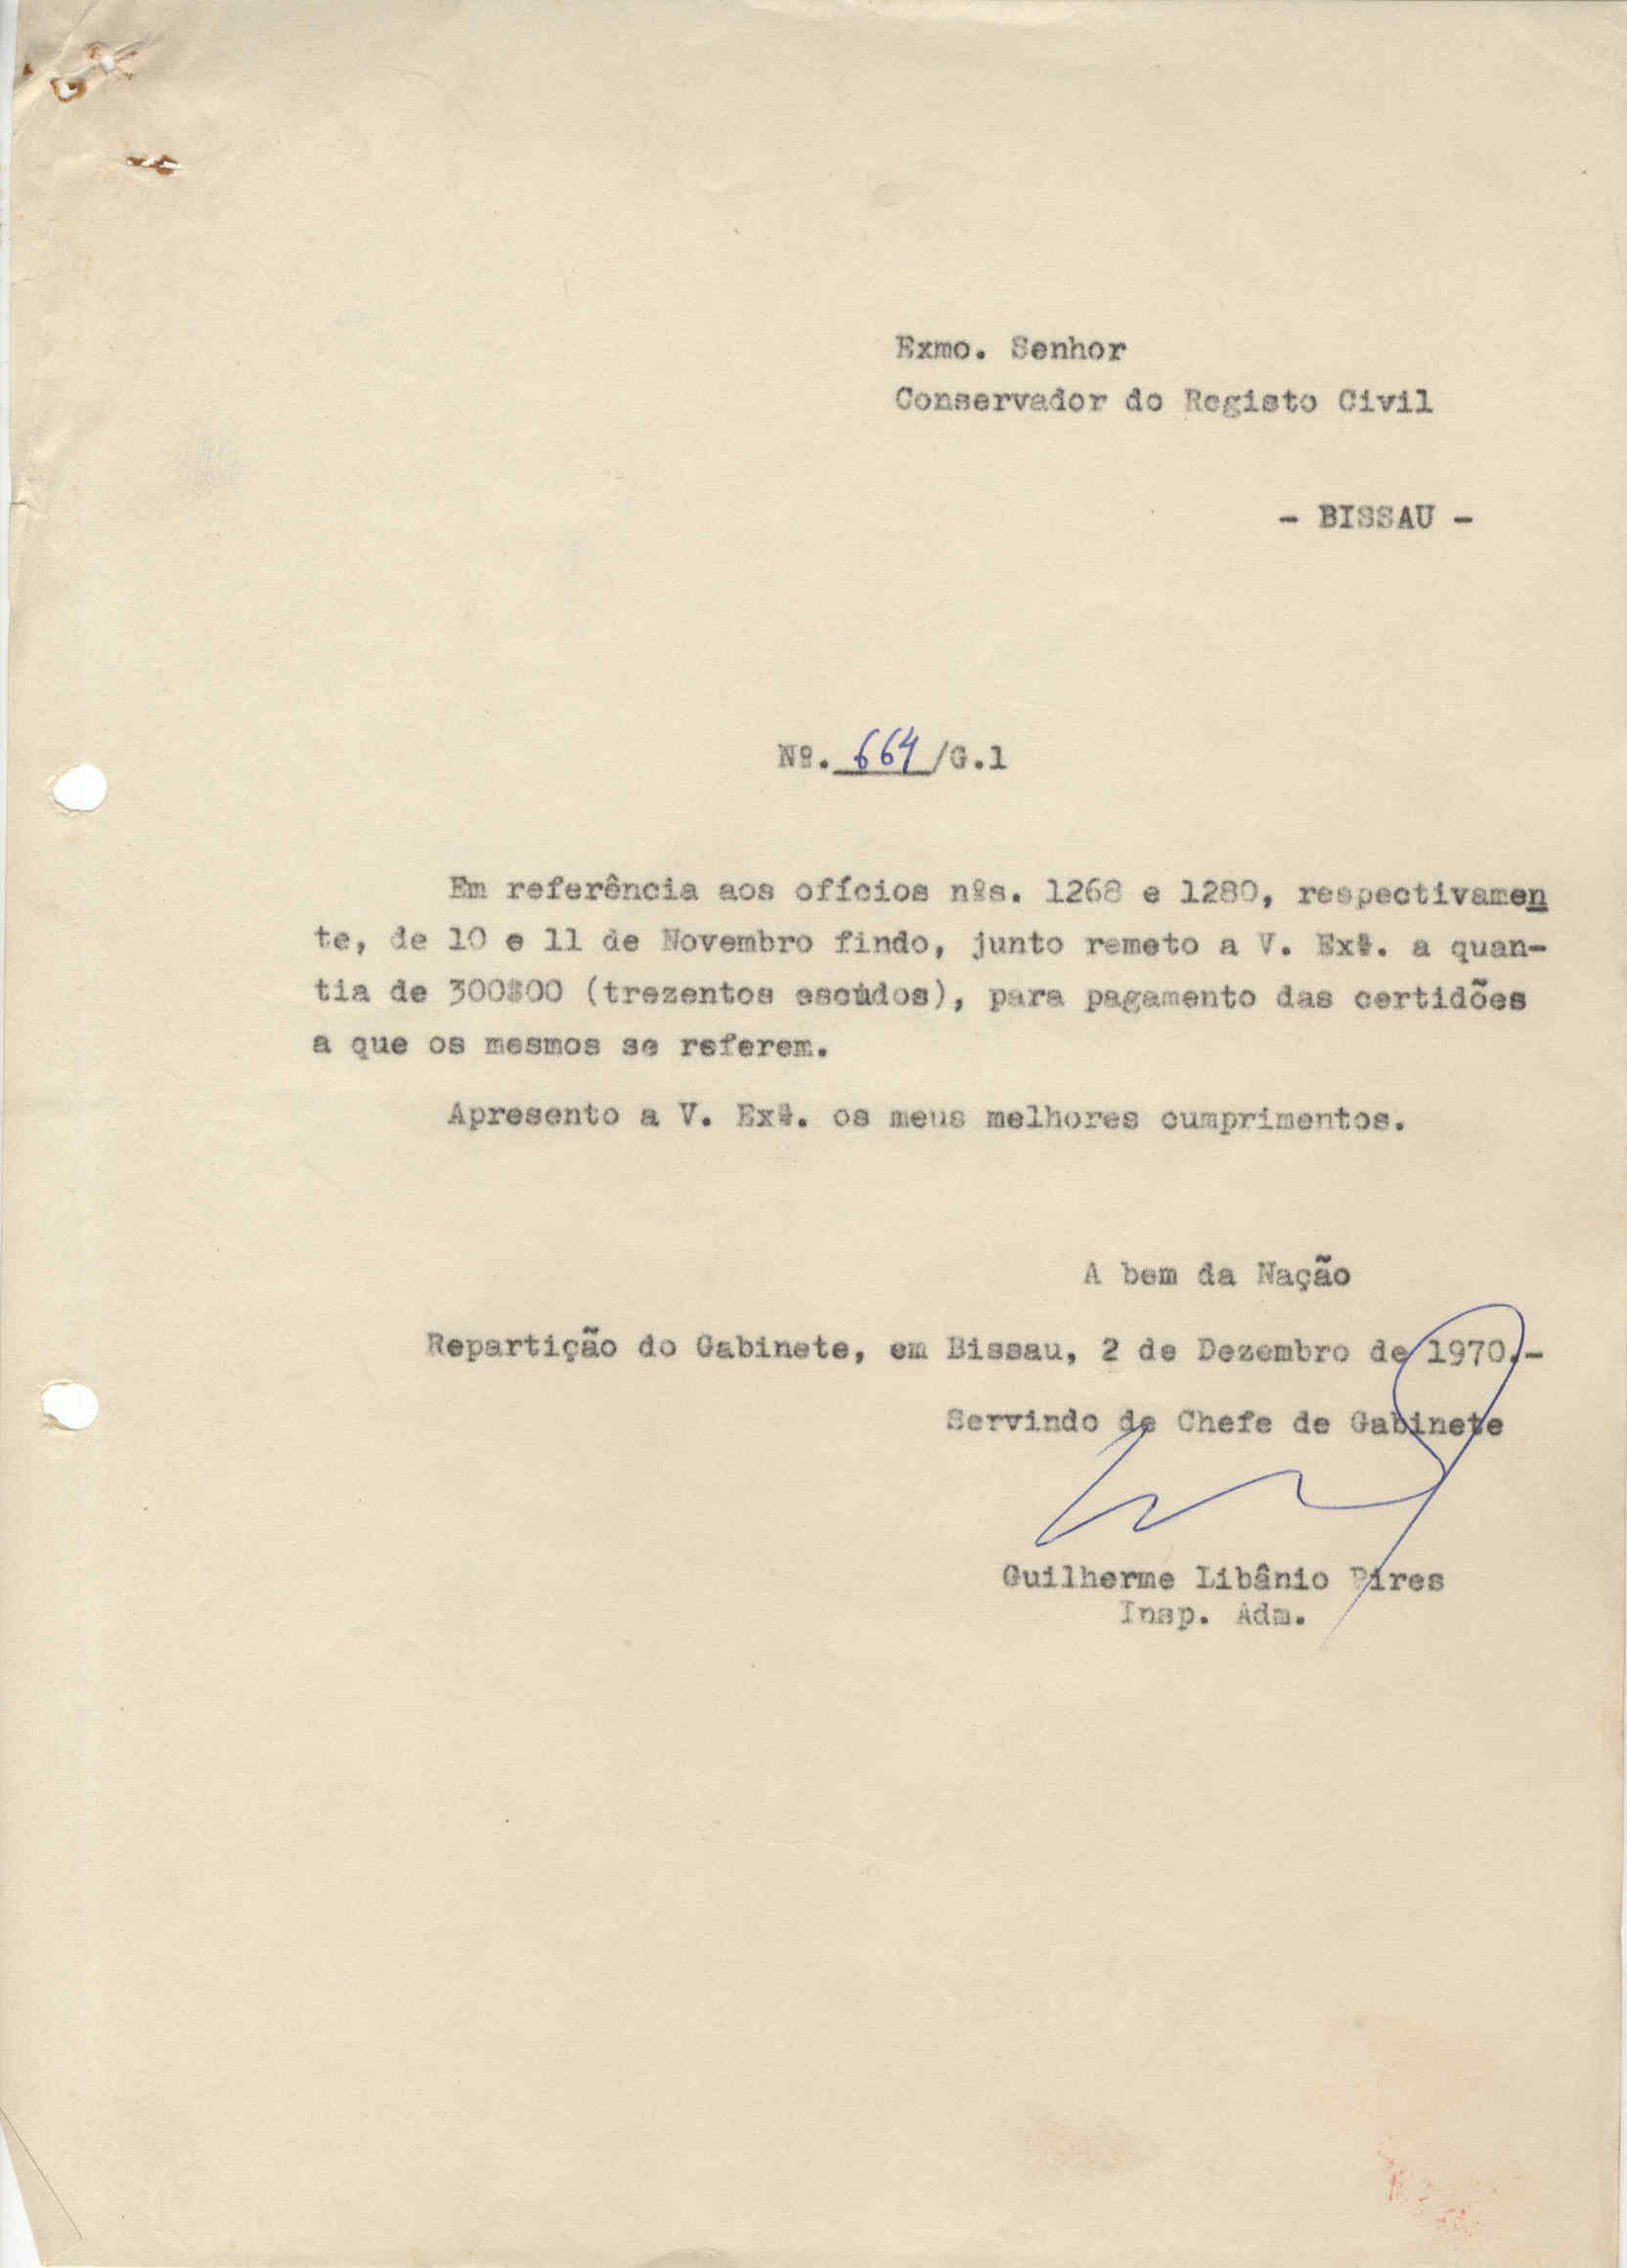 Exmo. Senhor
Conservador do Registo Civil
- BISSAU -
Nº. 664/G.1
Em referência aos ofícios nºs. 1268 e 1280, respectivamen
te, de 10 e 11 de Novembro findo, junto remeto a V. Exª. a quan-
tia de 300$00 (trezentos escudos), para pagamento das certidões
a que os mesmos se referem.
Apresento a V. Exª. os meus melhores cumprimentos.
A bem da Nação
Repartição do Gabinete, em Bissau, 2 de Dezembro de 1970.-
Servindo de Chefe de Gabinete
Guilherme Libânio Pires
Insp. Adm.